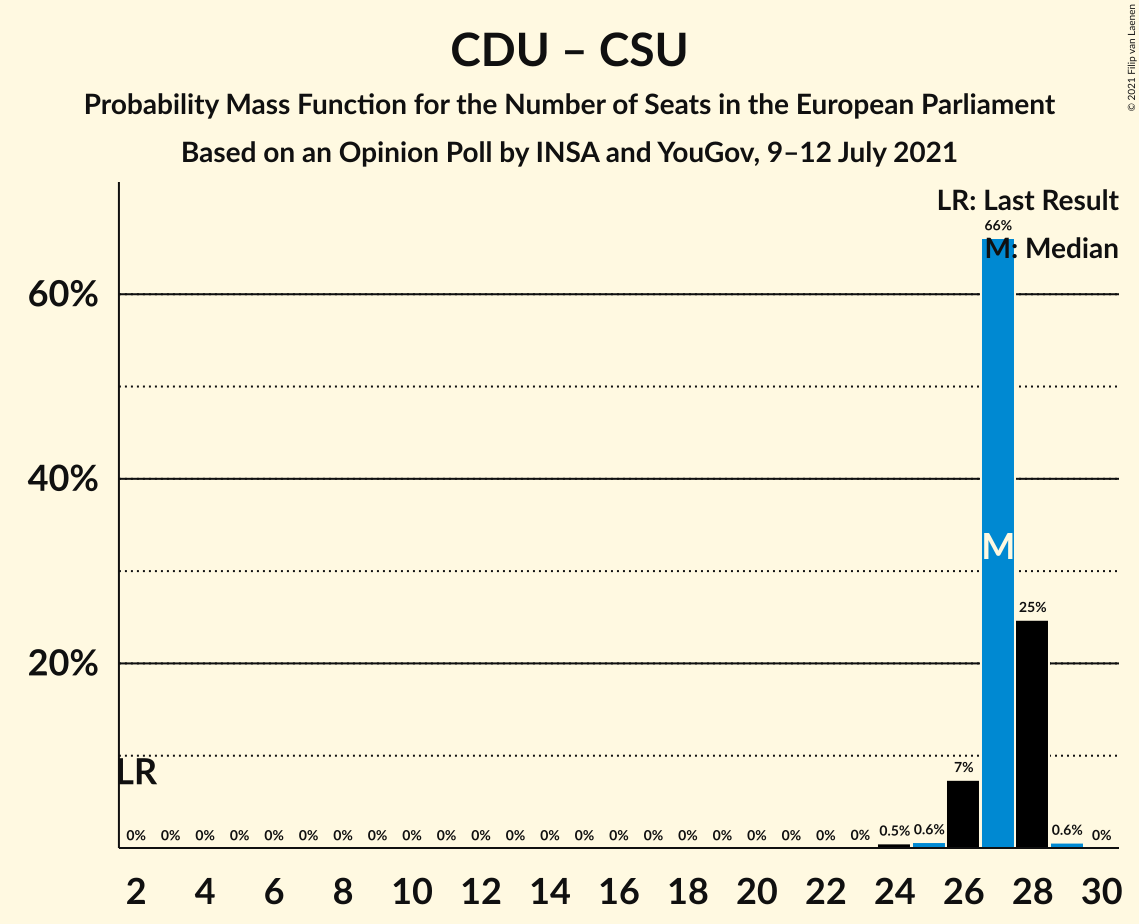 CDU – CSU
Probability Mass Function for the Number of Seats in the European Parliament
Based on an Opinion Poll by INSA and YouGov, 9–12 July 2021
© 2021 Filip van Laenen
LR: Last Result
M: Median
66%
60%
40%
20%
M
25%
7%
LR
0% 0% 0% 0% 0% 0% 0% 0% 0% 0% 0% 0% 0% 0% 0% 0% 0% 0% 0% 0% 0% 0% 0.5% 0.6% 0.6% 0%
2 4 6 8 10 12 14 16 18 20 22 24 26 28 30